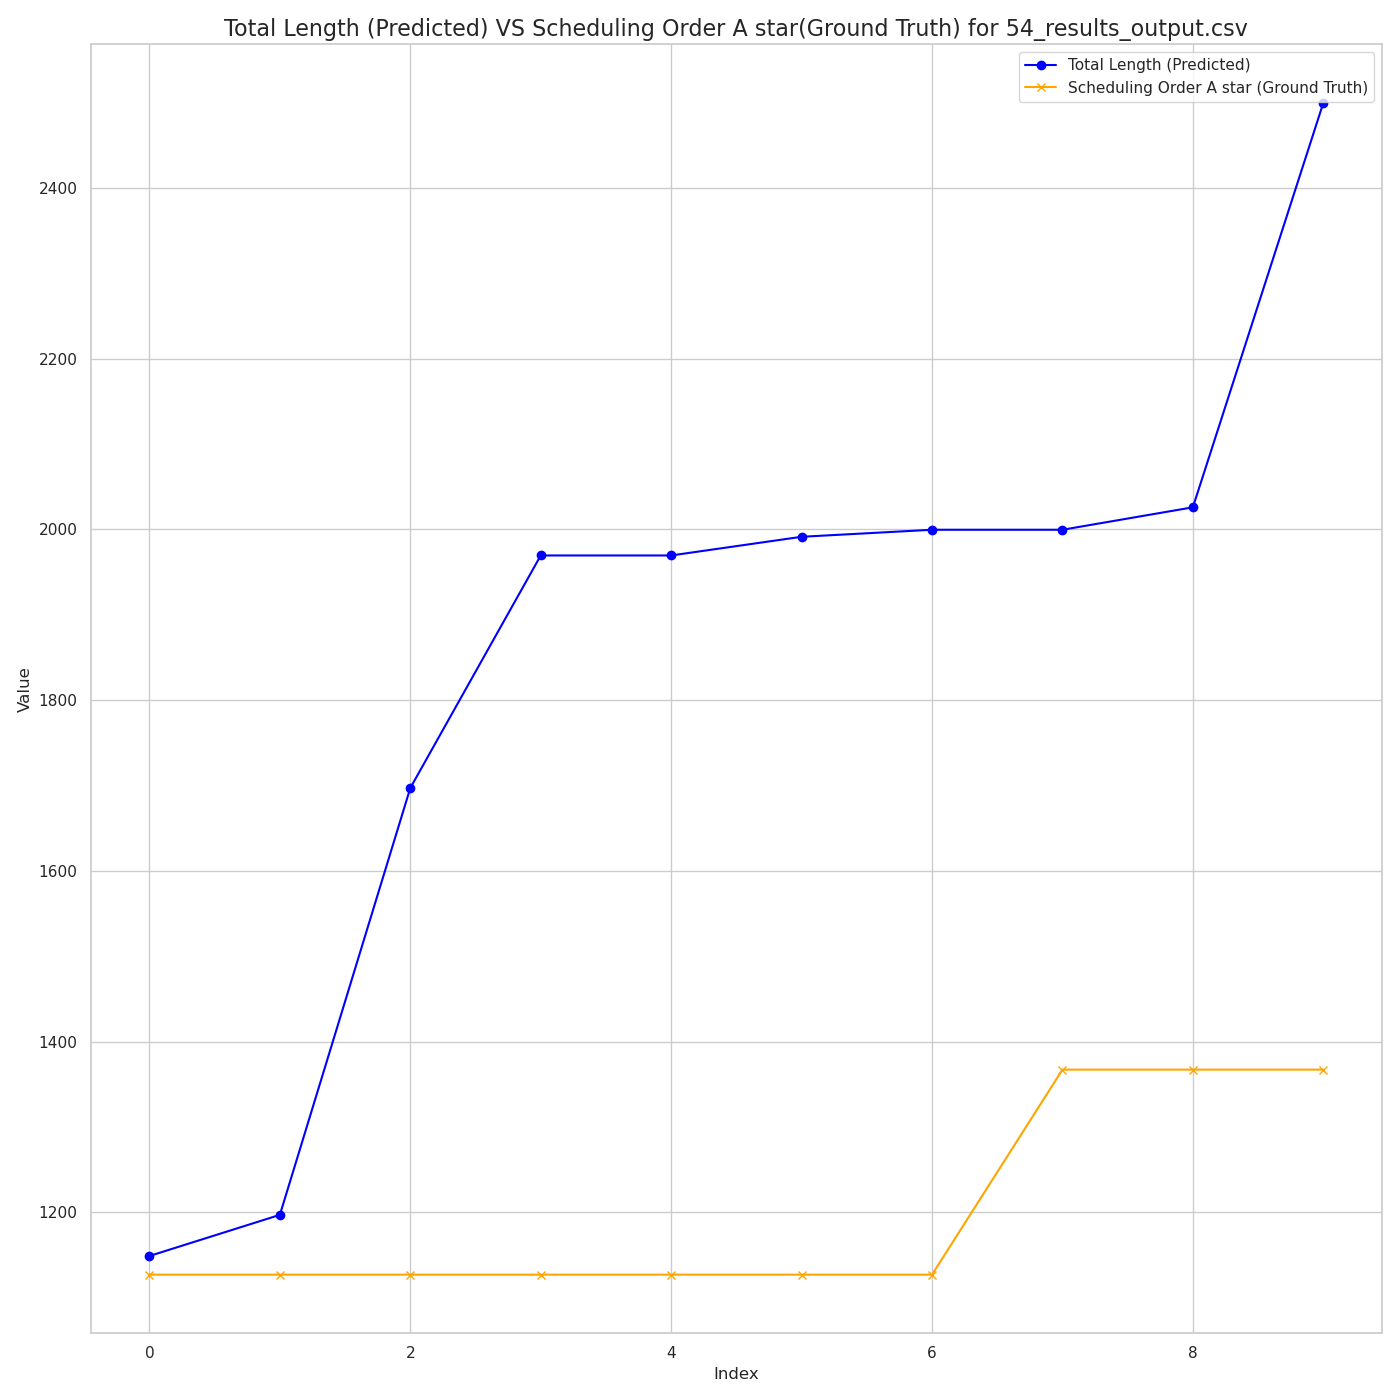 Total Length (Predicted) VS Scheduling Order A star(Ground Truth) for 54_results_output.csv
Total Length (Predicted)
Scheduling Order A star (Ground Truth)
Value
2400
2200
2000
1800
1600
1400
1200
0 2 4 6 8
Index